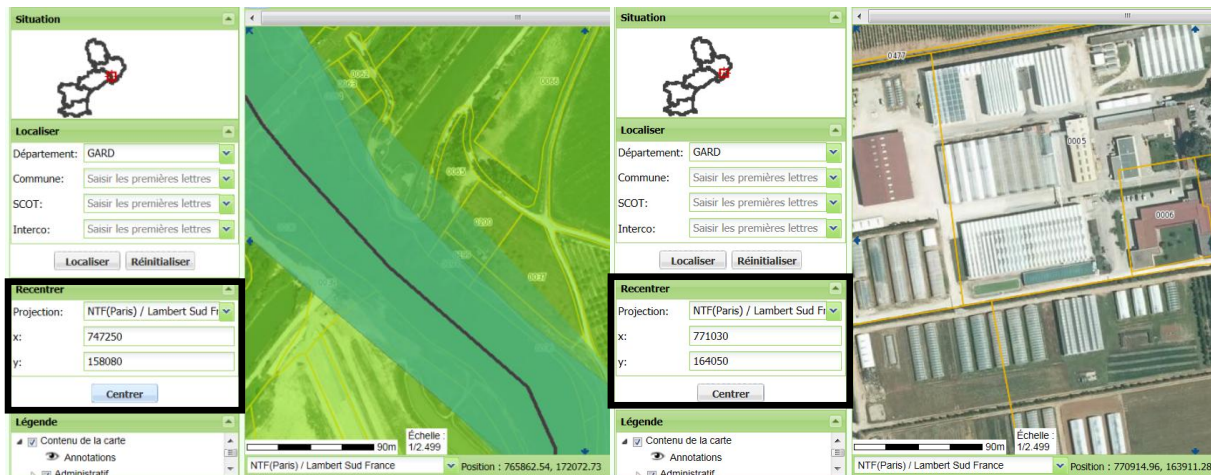 Situation
Localiser
Département: GARD
Commune: Saisir les premières lettres
SCOT: Saisir les premières lettres
Interco: Saisir les premières lettres
Localiser Réinitialiser
Recentrer
Projection: NTF(Paris) / Lambert Sud Fr
x: 747250
y: 158080
Centrer
Légende
Contenu de la carte
Annotations
Administratif
0066
0200
0037
90m
Échelle :
1/2.499
NTF(Paris) / Lambert Sud France Position : 765862.54, 172072.73
Situation
Localiser
Département: GARD
Commune: Saisir les premières lettres
SCOT: Saisir les premières lettres
Interco: Saisir les premières lettres
Localiser Réinitialiser
Recentrer
Projection: NTF(Paris) / Lambert Sud Fr
x: 771030
y: 164050
Centrer
Légende
Contenu de la carte
Annotations
Administratif
0477
0005
0006
90m
Échelle :
1/2.499
NTF(Paris) / Lambert Sud France Position : 770914.96, 163911.28